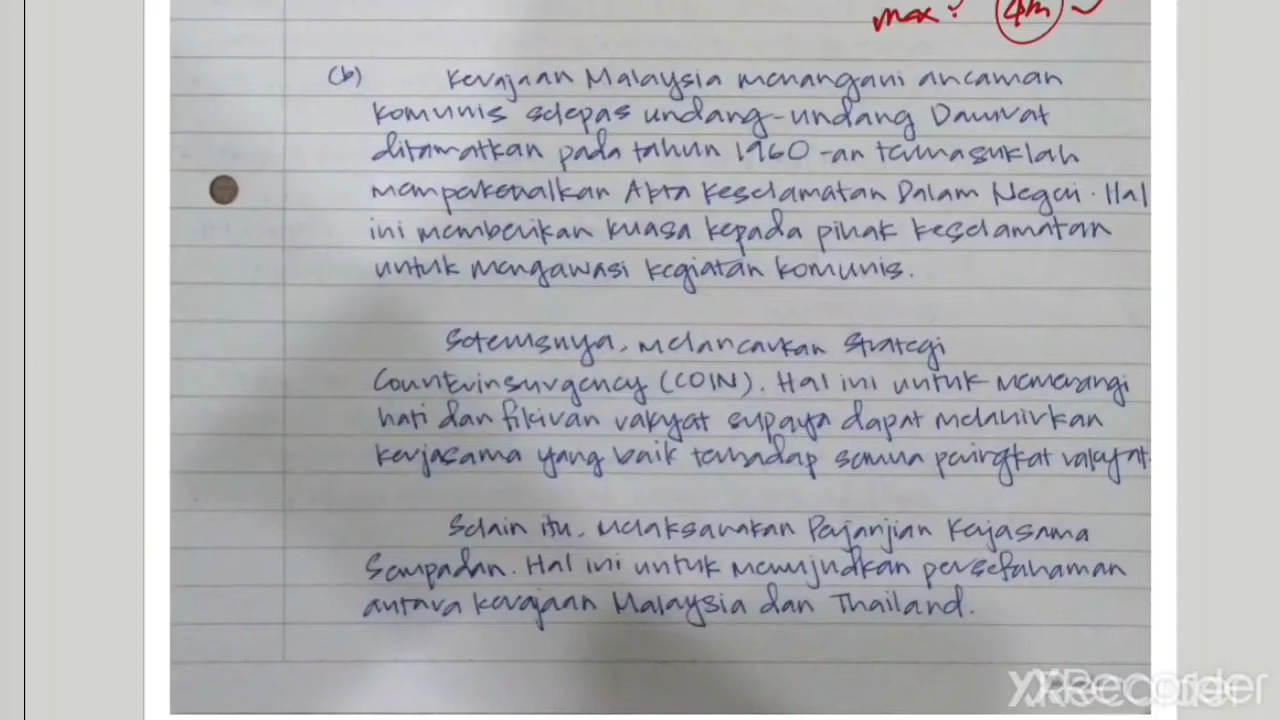 max? 4m
(b) Kerajaan Malaysia menangani ancaman
komunis selepas undang-undang Daurat
ditamatkan pada tahun 1960-an termasuklah
memperkenalkan Akta Keselamatan Dalam Negeri. Hal
ini memberikan kuasa kepada pihak keselamatan
untuk mengawasi kegiatan komunis.
Seterusnya, melancarkan Strategi
Counterinsurgency (COIN). Hal ini untuk memenangi
hati dan fikiran rakyat supaya dapat melahirkan
kerjasama yang baik terhadap semua peringkat rakyat.
Selain itu, melaksanakan Perjanjian Kerjasama
Sempadan. Hal ini untuk mewujudkan persefahaman
antara kerajaan Malaysia dan Thailand.
XXRecorder